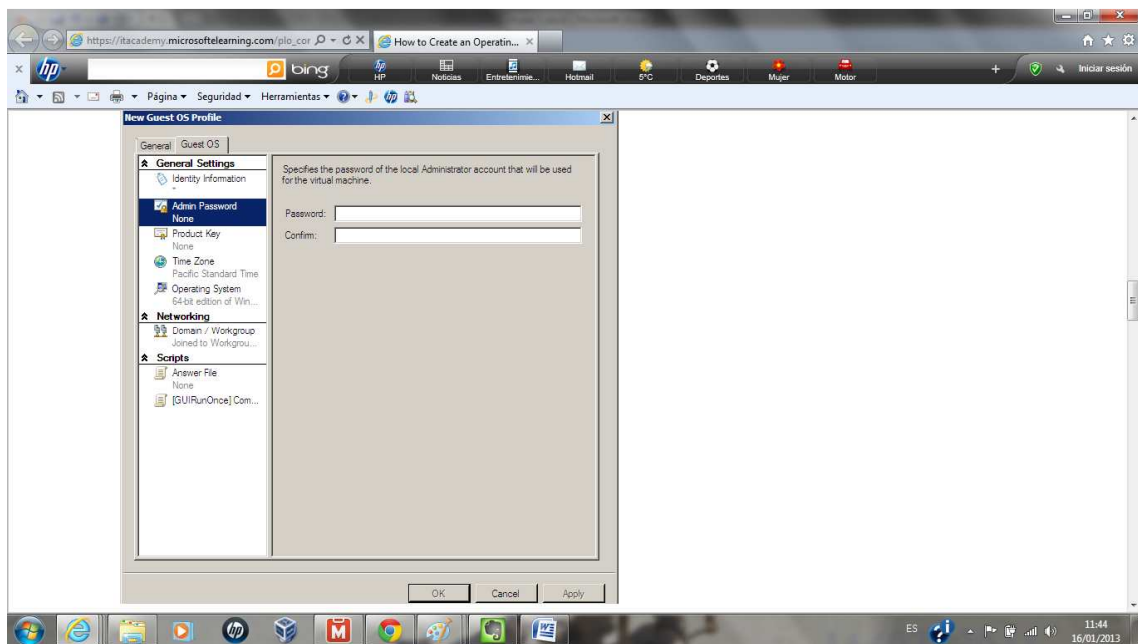 https://itacademy.microsoftelearning.com/plo_cor
How to Create an Operatin...
hp
bing
HP
Noticias
Entretenimie...
Hotmail
5°C
Deportes
Mujer
Motor
Iniciar sesión
Página
Seguridad
Herramientas
New Guest OS Profile
General
Guest OS
General Settings
Identity Information
*
Admin Password
None
Product Key
None
Time Zone
Pacific Standard Time
Operating System
64-bit edition of Win...
Networking
Domain / Workgroup
Joined to Workgrou...
Scripts
Answer File
None
[GUIRunOnce] Com...
Specifies the password of the local Administrator account that will be used
for the virtual machine.
Password:
Confirm:
OK
Cancel
Apply
ES
11:44
16/01/2013